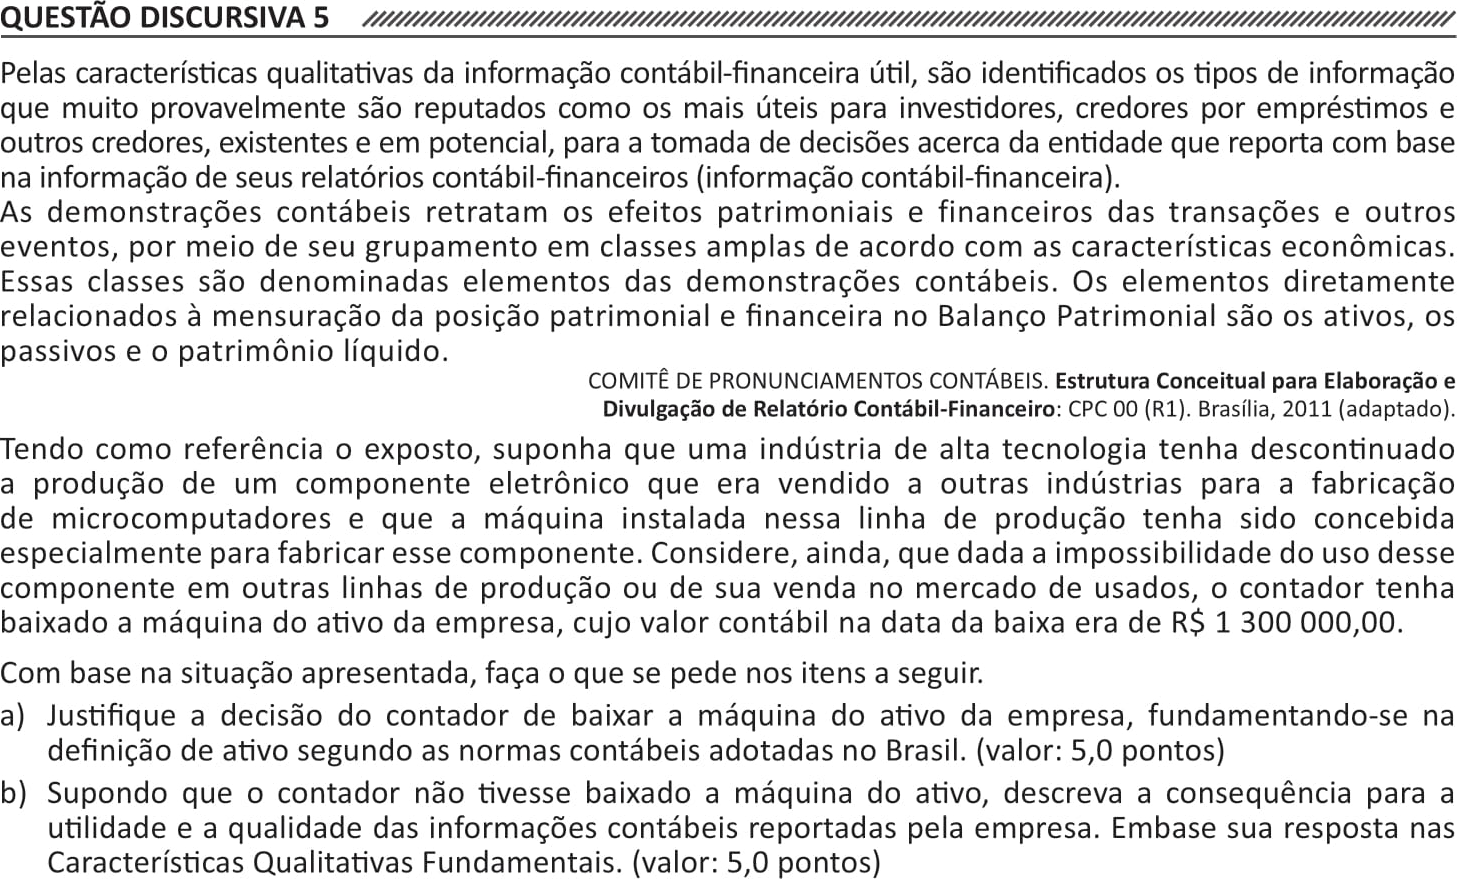 QUESTÃO DISCURSIVA 5
Pelas características qualitativas da informação contábil-financeira útil, são identificados os tipos de informação
que muito provavelmente são reputados como os mais úteis para investidores, credores por empréstimos e
outros credores, existentes e em potencial, para a tomada de decisões acerca da entidade que reporta com base
na informação de seus relatórios contábil-financeiros (informação contábil-financeira).
As demonstrações contábeis retratam os efeitos patrimoniais e financeiros das transações e outros
eventos, por meio de seu grupamento em classes amplas de acordo com as características econômicas.
Essas classes são denominadas elementos das demonstrações contábeis. Os elementos diretamente
relacionados à mensuração da posição patrimonial e financeira no Balanço Patrimonial são os ativos, os
passivos e o patrimônio líquido.
COMITÊ DE PRONUNCIAMENTOS CONTÁBEIS. Estrutura Conceitual para Elaboração e
Divulgação de Relatório Contábil-Financeiro: CPC 00 (R1). Brasília, 2011 (adaptado).
Tendo como referência o exposto, suponha que uma indústria de alta tecnologia tenha descontinuado
a produção de um componente eletrônico que era vendido a outras indústrias para a fabricação
de microcomputadores e que a máquina instalada nessa linha de produção tenha sido concebida
especialmente para fabricar esse componente. Considere, ainda, que dada a impossibilidade do uso desse
componente em outras linhas de produção ou de sua venda no mercado de usados, o contador tenha
baixado a máquina do ativo da empresa, cujo valor contábil na data da baixa era de R$ 1 300 000,00.
Com base na situação apresentada, faça o que se pede nos itens a seguir.
a) Justifique a decisão do contador de baixar a máquina do ativo da empresa, fundamentando-se na
definição de ativo segundo as normas contábeis adotadas no Brasil. (valor: 5,0 pontos)
b) Supondo que o contador não tivesse baixado a máquina do ativo, descreva a consequência para a
utilidade e a qualidade das informações contábeis reportadas pela empresa. Embase sua resposta nas
Características Qualitativas Fundamentais. (valor: 5,0 pontos)